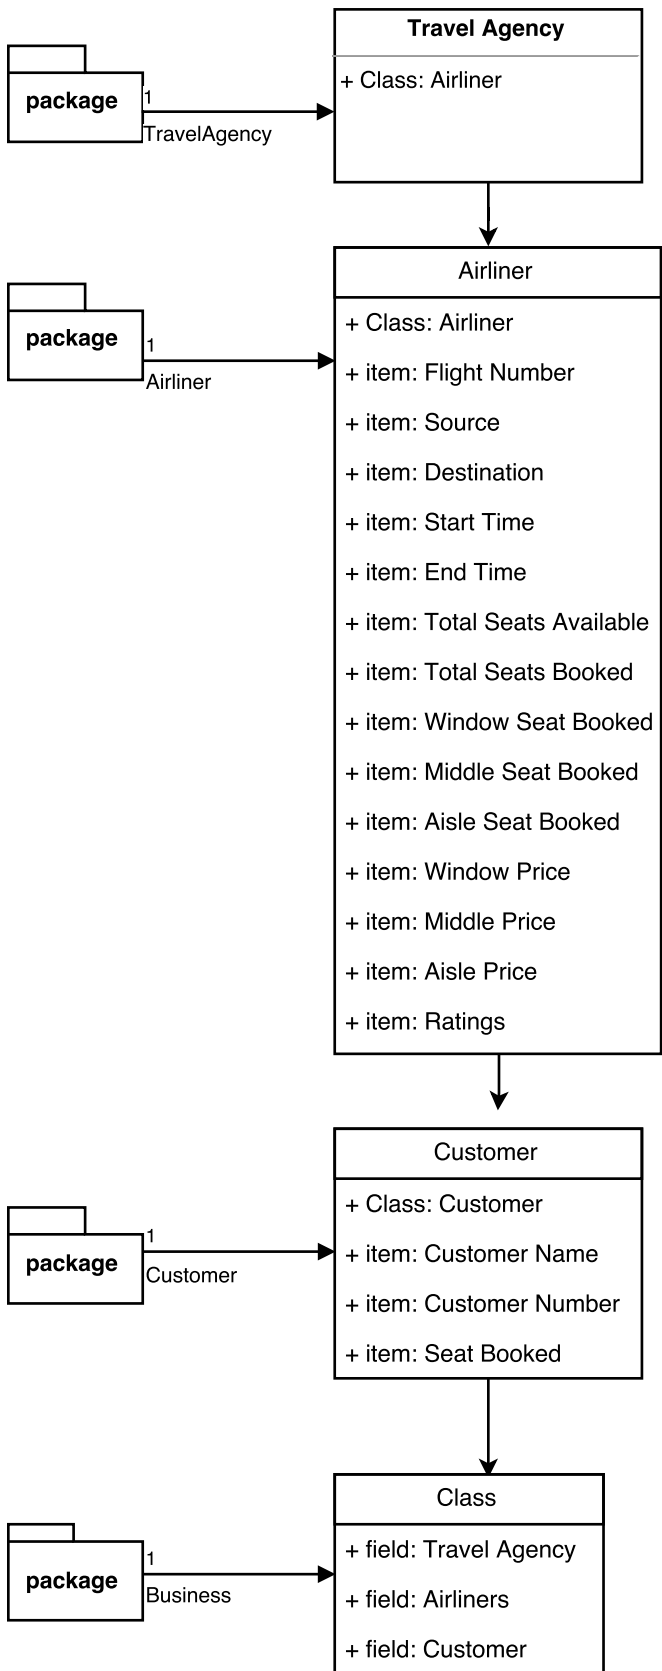 Travel Agency
+ Class: Airliner
package
1
TravelAgency
Airliner
+ Class: Airliner
package
1
Airliner
+ item: Flight Number
+ item: Source
+ item: Destination
+ item: Start Time
+ item: End Time
+ item: Total Seats Available
+ item: Total Seats Booked
+ item: Window Seat Booked
+ item: Middle Seat Booked
+ item: Aisle Seat Booked
+ item: Window Price
+ item: Middle Price
+ item: Aisle Price
+ item: Ratings
Customer
+ Class: Customer
package
1
Customer
+ item: Customer Name
+ item: Customer Number
+ item: Seat Booked
Class
+ field: Travel Agency
package
1
Business
+ field: Airliners
+ field: Customer